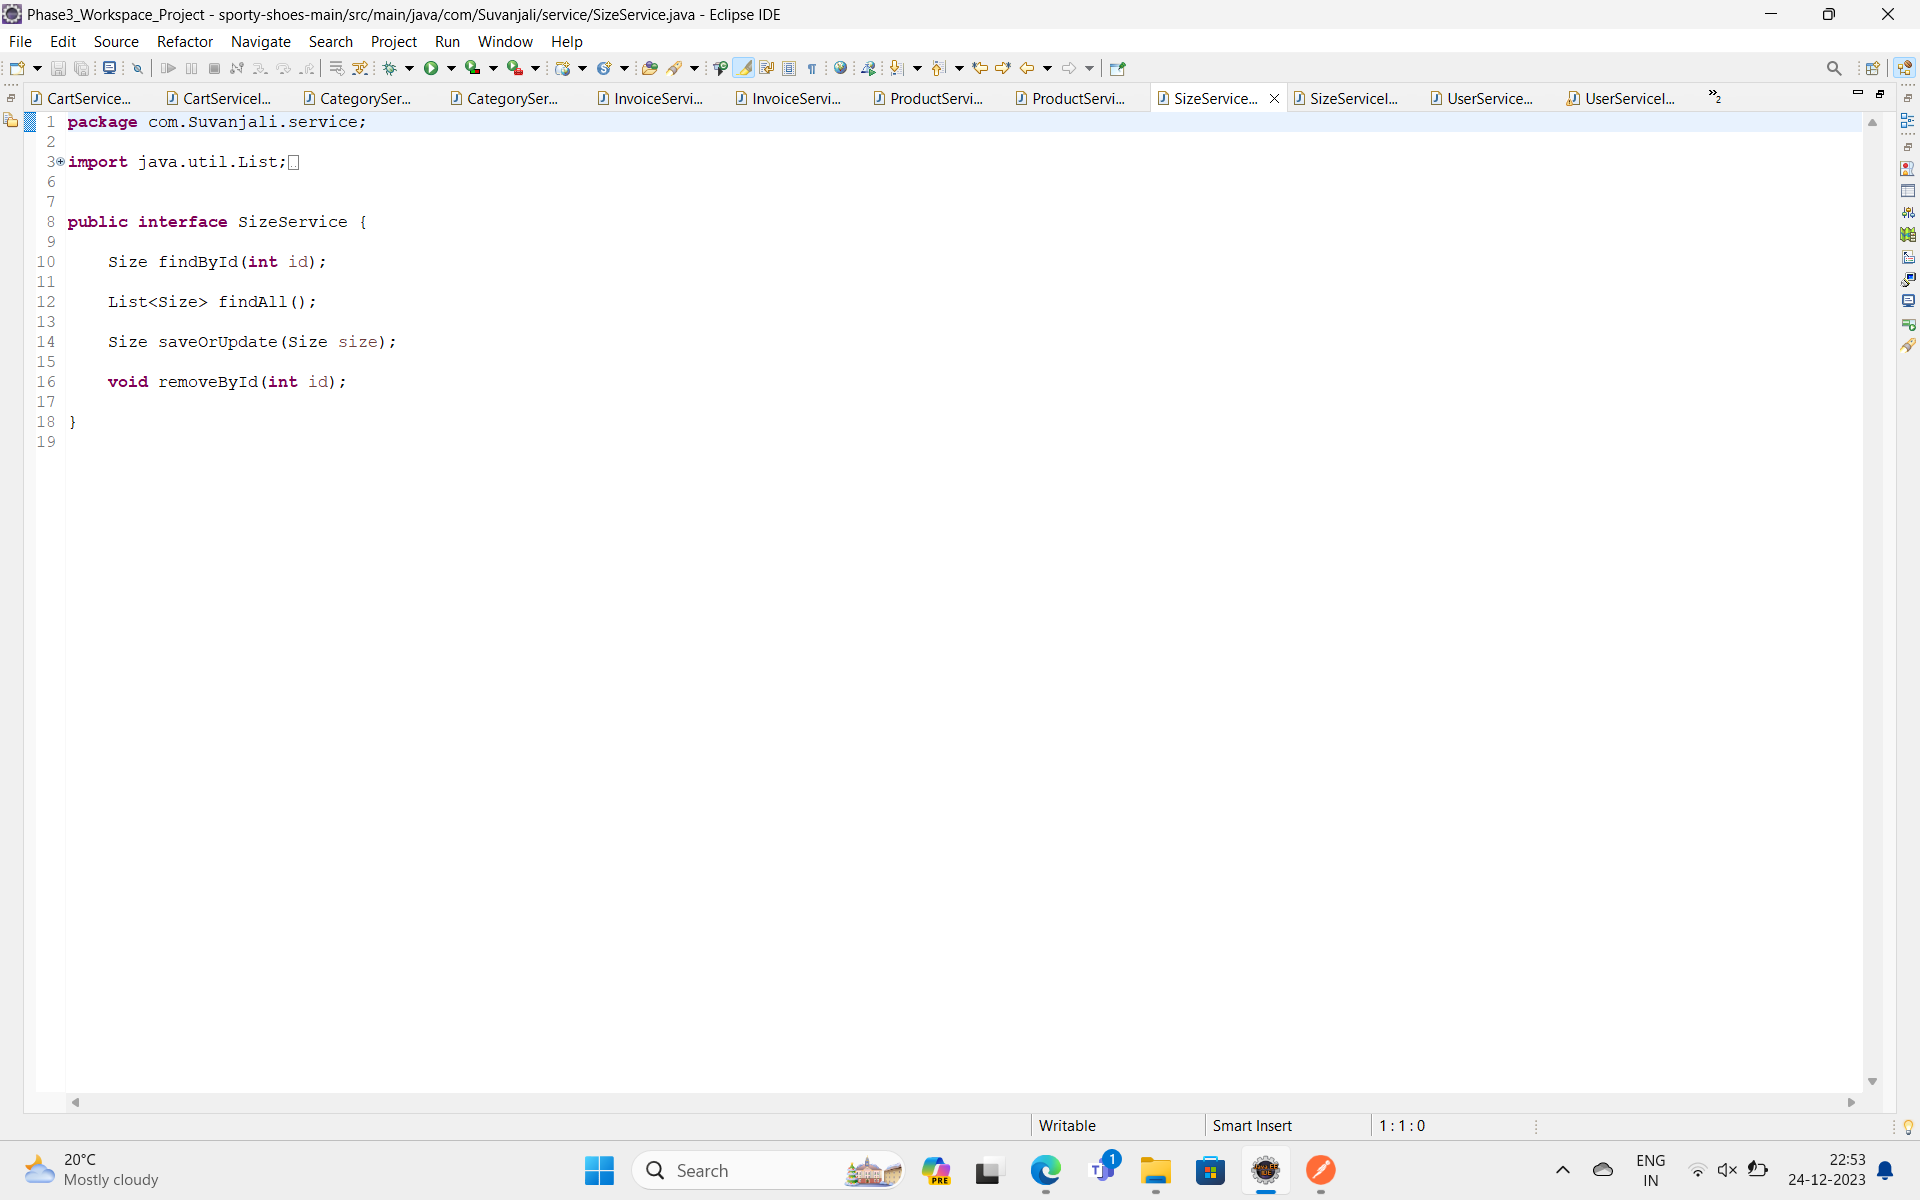 Phase3_Workspace_Project - sporty-shoes-main/src/main/java/com/Suvanjali/service/SizeService.java - Eclipse IDE
File Edit Source Refactor Navigate Search Project Run Window Help
CartService... CartServiceI... CategorySer... CategorySer... InvoiceServi... InvoiceServi... ProductServi... ProductServi... SizeService... SizeServiceI... UserService... UserServiceI... »2
1 package com.Suvanjali.service;
2
3 import java.util.List;
6
7
8 public interface SizeService {
9
10 Size findById(int id);
11
12 List<Size> findAll();
13
14 Size saveOrUpdate(Size size);
15
16 void removeById(int id);
17
18 }
19
Writable Smart Insert 1 : 1 : 0
20°C
Mostly cloudy
Search
PRE
1
ENG
IN
22:53
24-12-2023